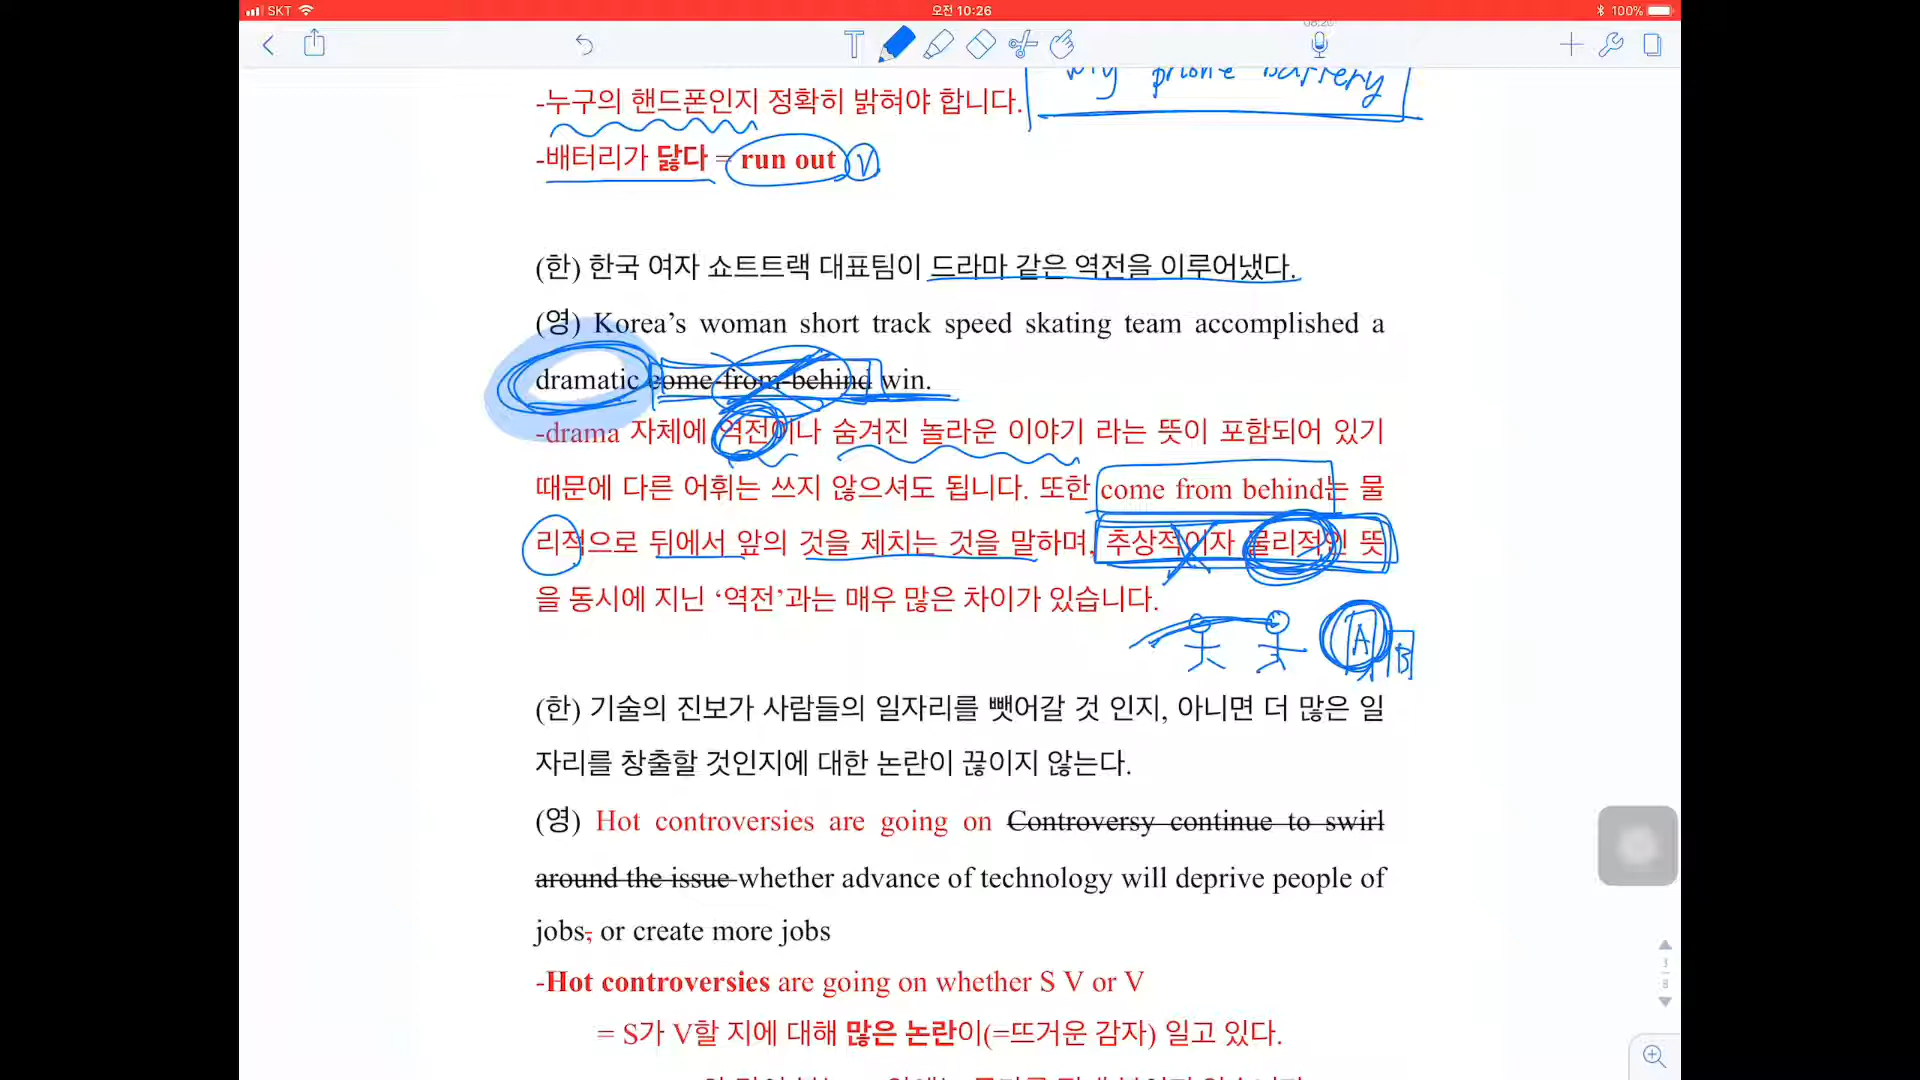 SKT 오전 10:26 100%
T
My phone battery
-누구의 핸드폰인지 정확히 밝혀야 합니다.
-배터리가 닳다 = run out V
(한) 한국 여자 쇼트트랙 대표팀이 드라마 같은 역전을 이루어냈다.
(영) Korea’s woman short track speed skating team accomplished a
dramatic come from behind win.
-drama 자체에 역전이나 숨겨진 놀라운 이야기 라는 뜻이 포함되어 있기
때문에 다른 어휘는 쓰지 않으셔도 됩니다. 또한 come from behind는 물
리적으로 뒤에서 앞의 것을 제치는 것을 말하며, 추상적이자 물리적인 뜻
을 동시에 지닌 ‘역전’과는 매우 많은 차이가 있습니다.
A B
(한) 기술의 진보가 사람들의 일자리를 뺏어갈 것 인지, 아니면 더 많은 일
자리를 창출할 것인지에 대한 논란이 끊이지 않는다.
(영) Hot controversies are going on Controversy continue to swirl
around the issue whether advance of technology will deprive people of
jobs, or create more jobs
-Hot controversies are going on whether S V or V
= S가 V할 지에 대해 많은 논란이(=뜨거운 감자) 일고 있다.